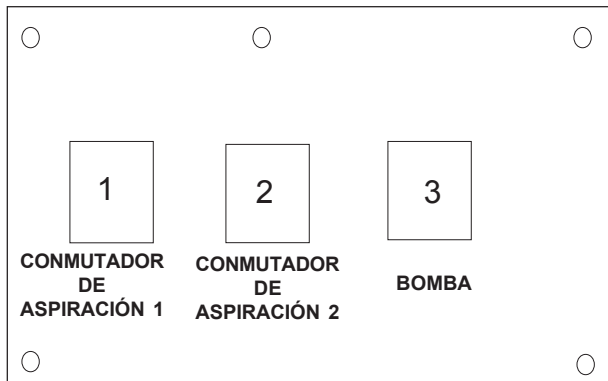 1
2
3
CONMUTADOR
DE
ASPIRACIÓN 1
CONMUTADOR
DE
ASPIRACIÓN 2
BOMBA